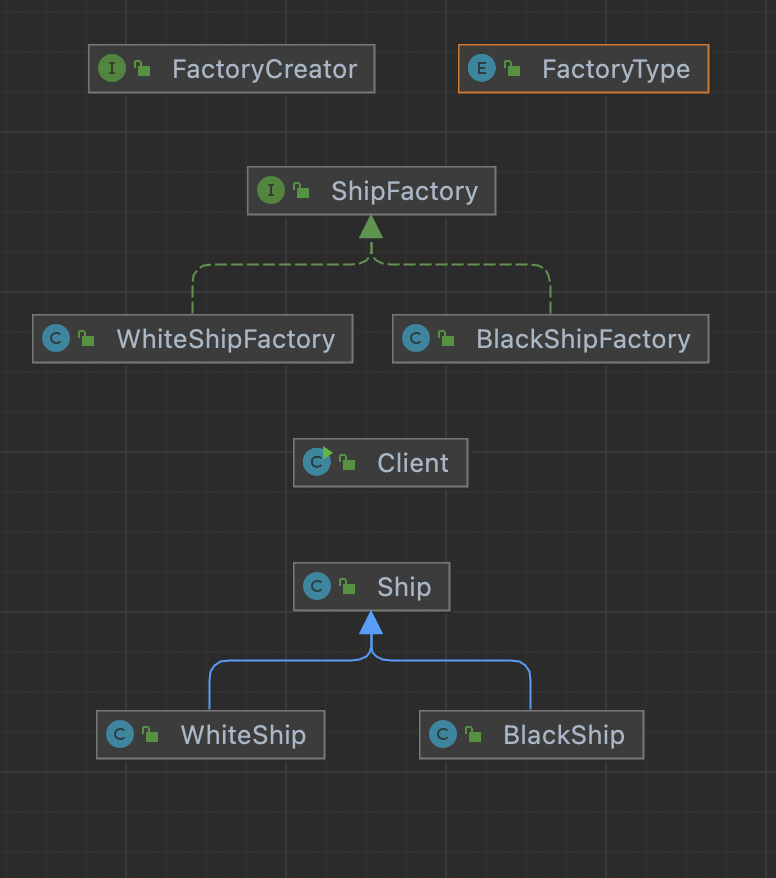 I FactoryCreator
E FactoryType
I ShipFactory
C WhiteShipFactory
C BlackShipFactory
C Client
C Ship
C WhiteShip
C BlackShip